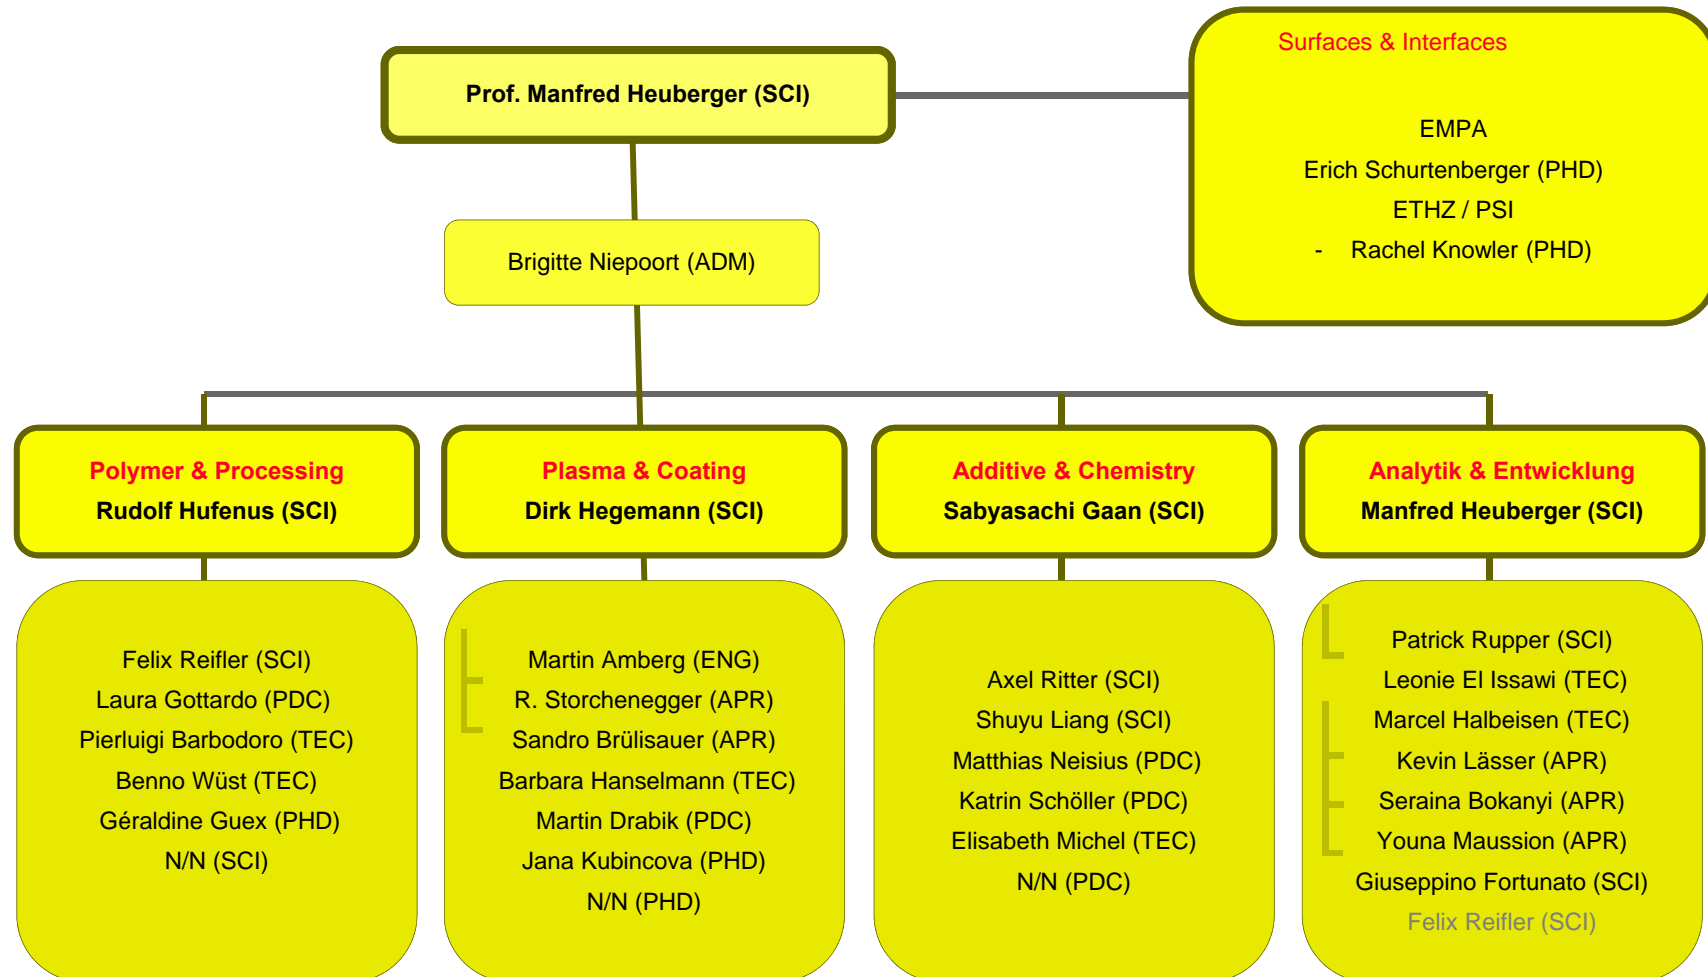 Prof. Manfred Heuberger (SCI)
Surfaces & Interfaces
EMPA
Erich Schurtenberger (PHD)
ETHZ / PSI
- Rachel Knowler (PHD)
Brigitte Niepoort (ADM)
Polymer & Processing
Rudolf Hufenus (SCI)
Felix Reifler (SCI)
Laura Gottardo (PDC)
Pierluigi Barbodoro (TEC)
Benno Wüst (TEC)
Géraldine Guex (PHD)
N/N (SCI)
Plasma & Coating
Dirk Hegemann (SCI)
Martin Amberg (ENG)
R. Storchenegger (APR)
Sandro Brülisauer (APR)
Barbara Hanselmann (TEC)
Martin Drabik (PDC)
Jana Kubincova (PHD)
N/N (PHD)
Additive & Chemistry
Sabyasachi Gaan (SCI)
Axel Ritter (SCI)
Shuyu Liang (SCI)
Matthias Neisius (PDC)
Katrin Schöller (PDC)
Elisabeth Michel (TEC)
N/N (PDC)
Analytik & Entwicklung
Manfred Heuberger (SCI)
Patrick Rupper (SCI)
Leonie El Issawi (TEC)
Marcel Halbeisen (TEC)
Kevin Lässer (APR)
Seraina Bokanyi (APR)
Youna Maussion (APR)
Giuseppino Fortunato (SCI)
Felix Reifler (SCI)